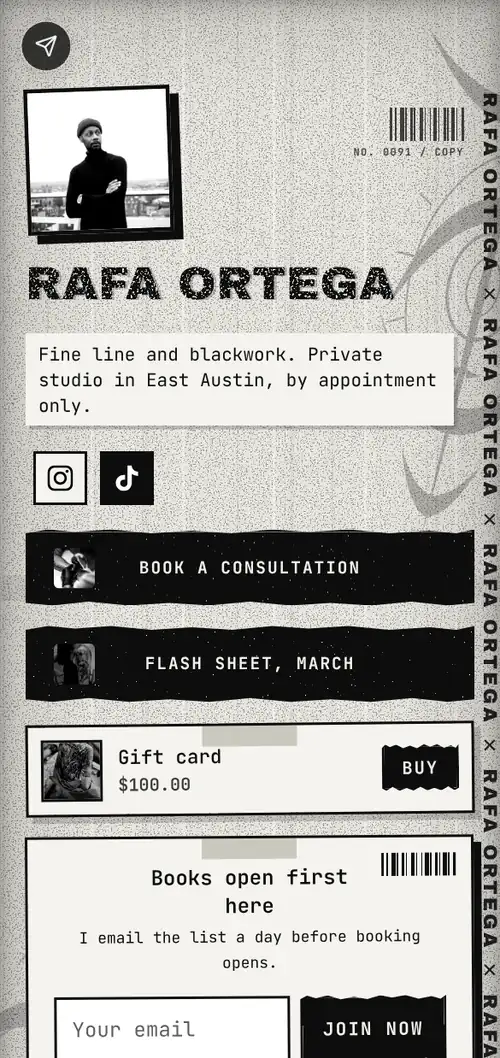 NO. 0091 / COPY
RAFA ORTEGA
Fine line and blackwork. Private
studio in East Austin, by appointment
only.
BOOK A CONSULTATION
FLASH SHEET, MARCH
Gift card
$100.00
BUY
Books open first
here
I email the list a day before booking
opens.
Your email
JOIN NOW
RAFA ORTEGA × RAFA ORTEGA × RAFA ORTEGA × RAFA ORTEGA × RAFA